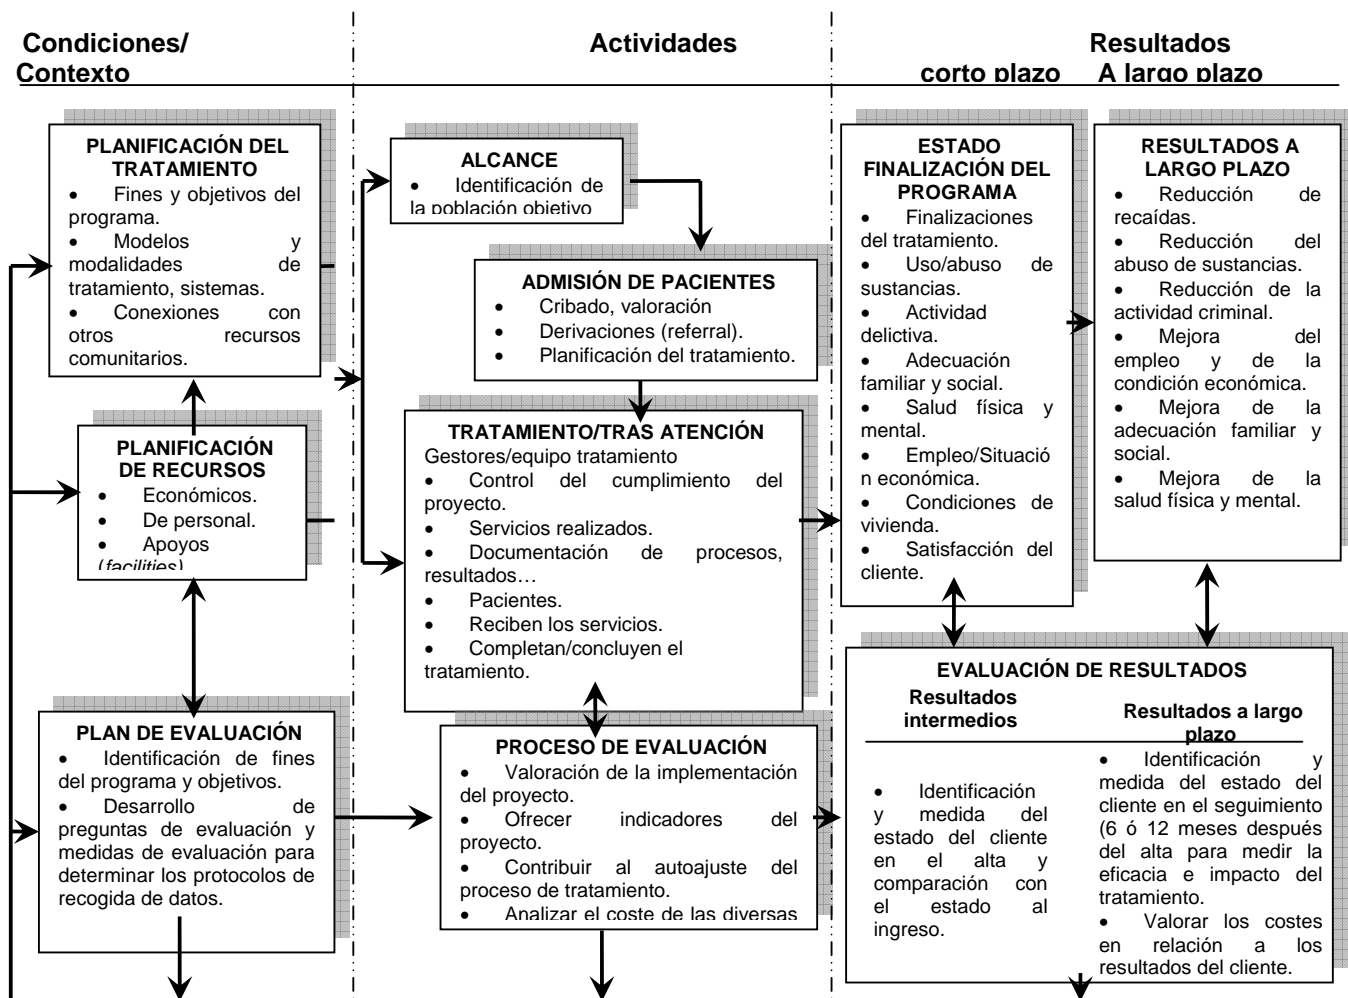 Condiciones/
Contexto
Actividades
Resultados
corto plazo A largo plazo
PLANIFICACIÓN DEL
TRATAMIENTO
• Fines y objetivos del
programa.
• Modelos y
modalidades de
tratamiento, sistemas.
• Conexiones con
otros recursos
comunitarios.
PLANIFICACIÓN
DE RECURSOS
• Económicos.
• De personal.
• Apoyos
(facilities)
PLAN DE EVALUACIÓN
• Identificación de fines
del programa y objetivos.
• Desarrollo de
preguntas de evaluación y
medidas de evaluación para
determinar los protocolos de
recogida de datos.
ALCANCE
• Identificación de
la población objetivo
ADMISIÓN DE PACIENTES
• Cribado, valoración
• Derivaciones (referral).
• Planificación del tratamiento.
TRATAMIENTO/TRAS ATENCIÓN
Gestores/equipo tratamiento
• Control del cumplimiento del
proyecto.
• Servicios realizados.
• Documentación de procesos,
resultados…
• Pacientes.
• Reciben los servicios.
• Completan/concluyen el
tratamiento.
PROCESO DE EVALUACIÓN
• Valoración de la implementación
del proyecto.
• Ofrecer indicadores del
proyecto.
• Contribuir al autoajuste del
proceso de tratamiento.
• Analizar el coste de las diversas
ESTADO
FINALIZACIÓN DEL
PROGRAMA
• Finalizaciones
del tratamiento.
• Uso/abuso de
sustancias.
• Actividad
delictiva.
• Adecuación
familiar y social.
• Salud física y
mental.
• Empleo/Situació
n económica.
• Condiciones de
vivienda.
• Satisfacción del
cliente.
RESULTADOS A
LARGO PLAZO
• Reducción de
recaídas.
• Reducción del
abuso de sustancias.
• Reducción de la
actividad criminal.
• Mejora del
empleo y de la
condición económica.
• Mejora de la
adecuación familiar y
social.
• Mejora de la
salud física y mental.
EVALUACIÓN DE RESULTADOS
Resultados
intermedios
• Identificación
y medida del
estado del cliente
en el alta y
comparación con
el estado al
ingreso.
Resultados a largo
plazo
• Identificación y
medida del estado del
cliente en el seguimiento
(6 ó 12 meses después
del alta para medir la
eficacia e impacto del
tratamiento.
• Valorar los costes
en relación a los
resultados del cliente.